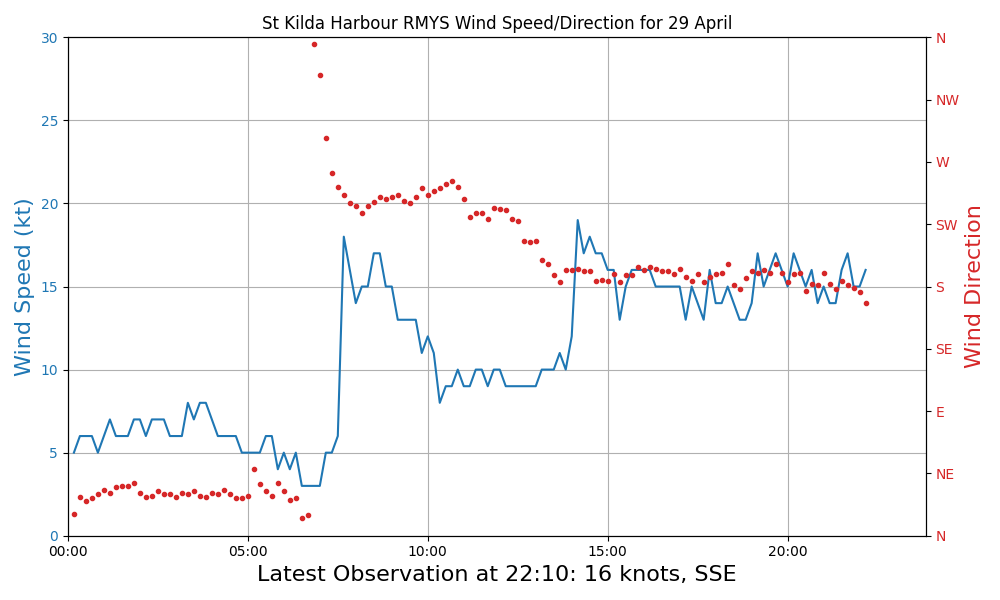 St Kilda Harbour RMYS Wind Speed/Direction for 29 April
Wind Speed (kt)
30
25
20
15
10
5
0
00:00
05:00
10:00
15:00
20:00
N
NW
W
SW
S
SE
E
NE
N
Wind Direction
Latest Observation at 22:10: 16 knots, SSE